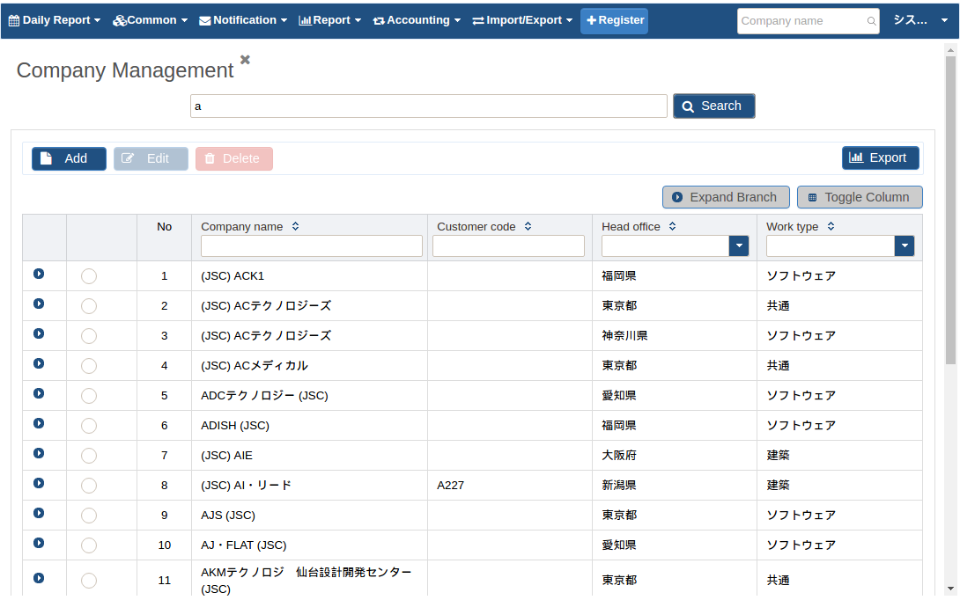 Daily Report Common Notification Report Accounting Import/Export Register Company name シス...
Company Management
a Search
Add Edit Delete Export
Expand Branch Toggle Column
No Company name Customer code Head office Work type
1 (JSC) ACK1 福岡県 ソフトウェア
2 (JSC) ACテクノロジーズ 東京都 共通
3 (JSC) ACテクノロジーズ 神奈川県 ソフトウェア
4 (JSC) ACメディカル 東京都 共通
5 ADCテクノロジー (JSC) 愛知県 ソフトウェア
6 ADISH (JSC) 福岡県 ソフトウェア
7 (JSC) AIE 大阪府 建築
8 (JSC) AI・リード A227 新潟県 建築
9 AJS (JSC) 東京都 ソフトウェア
10 AJ・FLAT (JSC) 愛知県 ソフトウェア
11 AKMテクノロジ　仙台設計開発センター (JSC) 東京都 共通